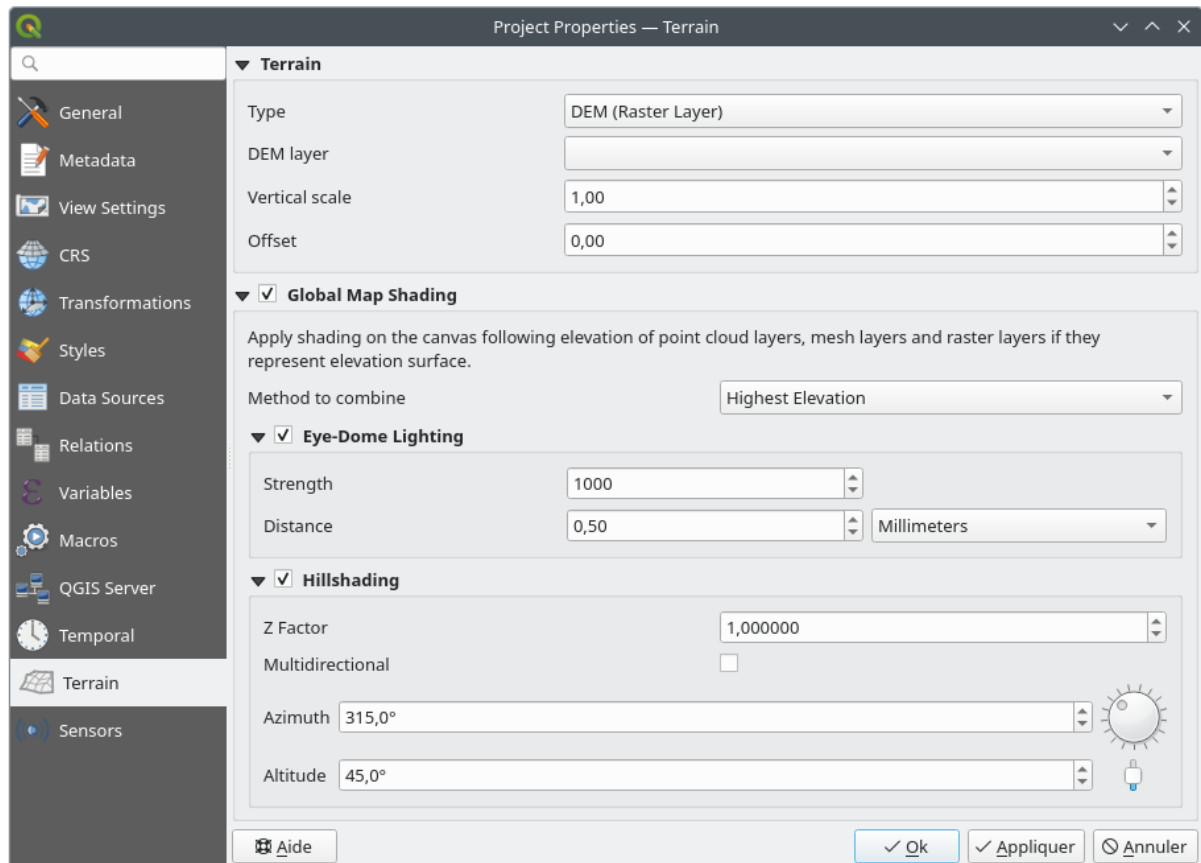 Project Properties — Terrain
General
Metadata
View Settings
CRS
Transformations
Styles
Data Sources
Relations
Variables
Macros
QGIS Server
Temporal
Terrain
Sensors
Terrain
Type DEM (Raster Layer)
DEM layer
Vertical scale 1,00
Offset 0,00
Global Map Shading
Apply shading on the canvas following elevation of point cloud layers, mesh layers and raster layers if they
represent elevation surface.
Method to combine Highest Elevation
Eye-Dome Lighting
Strength 1000
Distance 0,50 Millimeters
Hillshading
Z Factor 1,000000
Multidirectional
Azimuth 315,0°
Altitude 45,0°
Aide Ok Appliquer Annuler